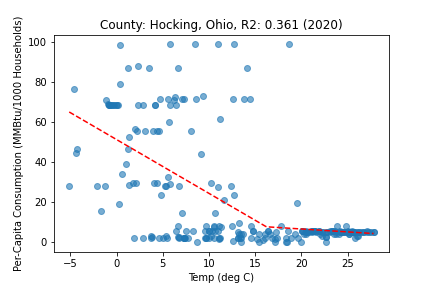 County: Hocking, Ohio, R2: 0.361 (2020)
Per-Capita Consumption (MMBtu/1000 Households)
100
80
60
40
20
0
−5 0 5 10 15 20 25
Temp (deg C)